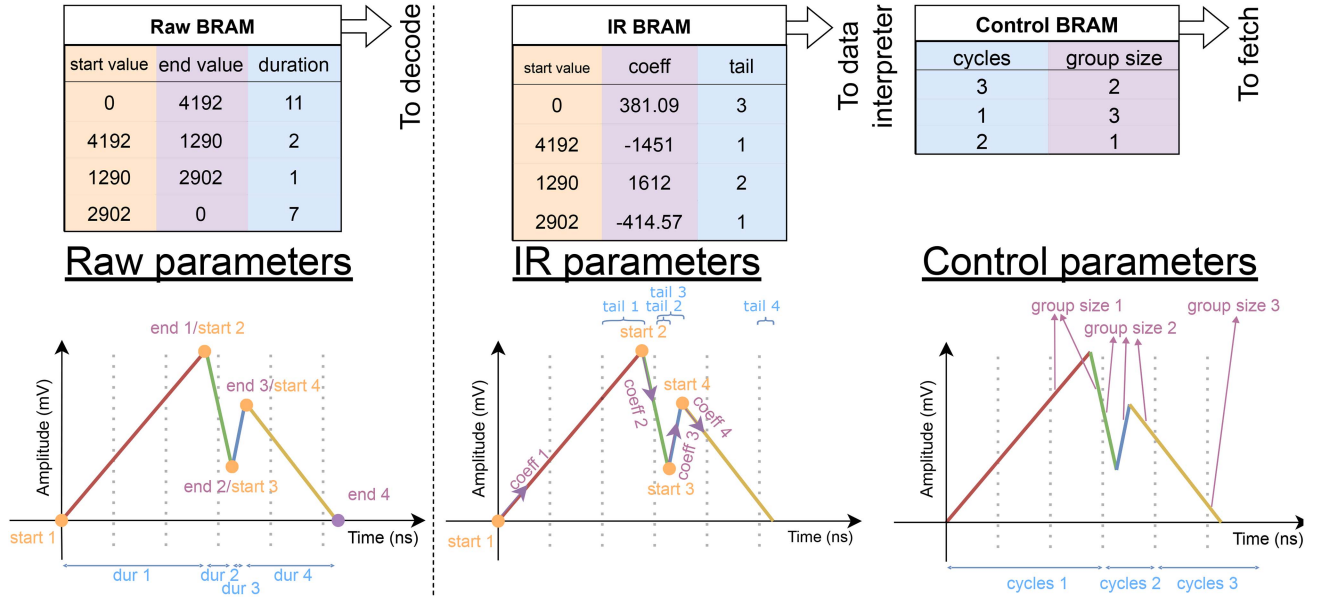 Raw BRAM
start value end value duration
0 4192 11
4192 1290 2
1290 2902 1
2902 0 7
To decode
Raw parameters
end 1/start 2
end 3/start 4
end 2/start 3
end 4
start 1
Amplitude (mV)
Time (ns)
dur 1
dur 2
dur 3
dur 4
IR BRAM
start value coeff tail
0 381.09 3
4192 -1451 1
1290 1612 2
2902 -414.57 1
To data
interpreter
IR parameters
tail 3
tail 1 tail 2 tail 4
start 2
start 4
coeff 1
coeff 2
coeff 3
coeff 4
start 3
start 1
Amplitude (mV)
Time (ns)
Control BRAM
cycles group size
3 2
1 3
2 1
To fetch
Control parameters
group size 1
group size 2
group size 3
Amplitude (mV)
Time (ns)
cycles 1 cycles 2 cycles 3